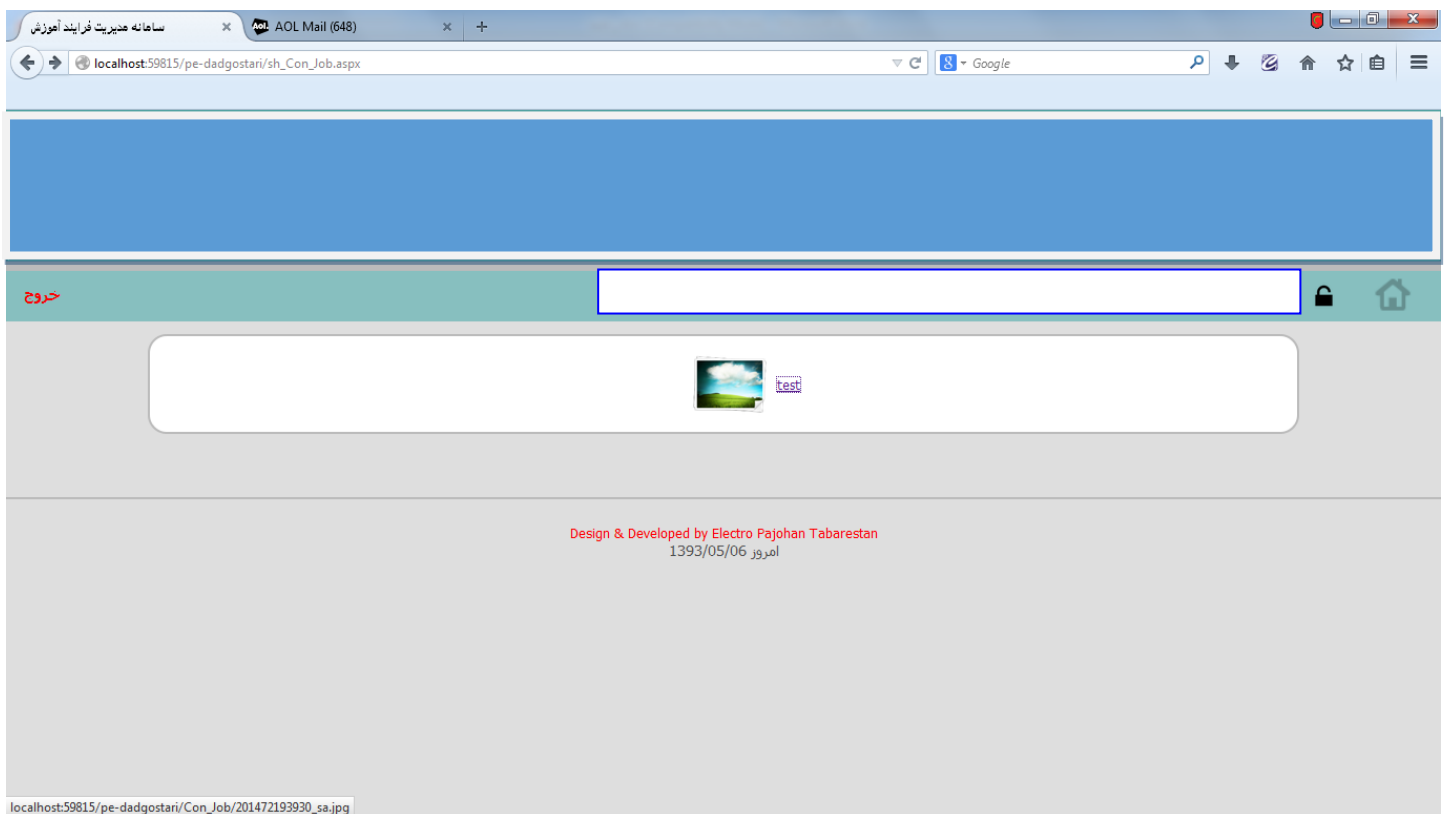 سامانه مدیریت فرایند آموزش
AOL Mail (648)
localhost:59815/pe-dadgostari/sh_Con_Job.aspx
Google
خروج
test
Design & Developed by Electro Pajohan Tabarestan
امروز 1393/05/06
localhost:59815/pe-dadgostari/Con_Job/201472193930_sa.jpg